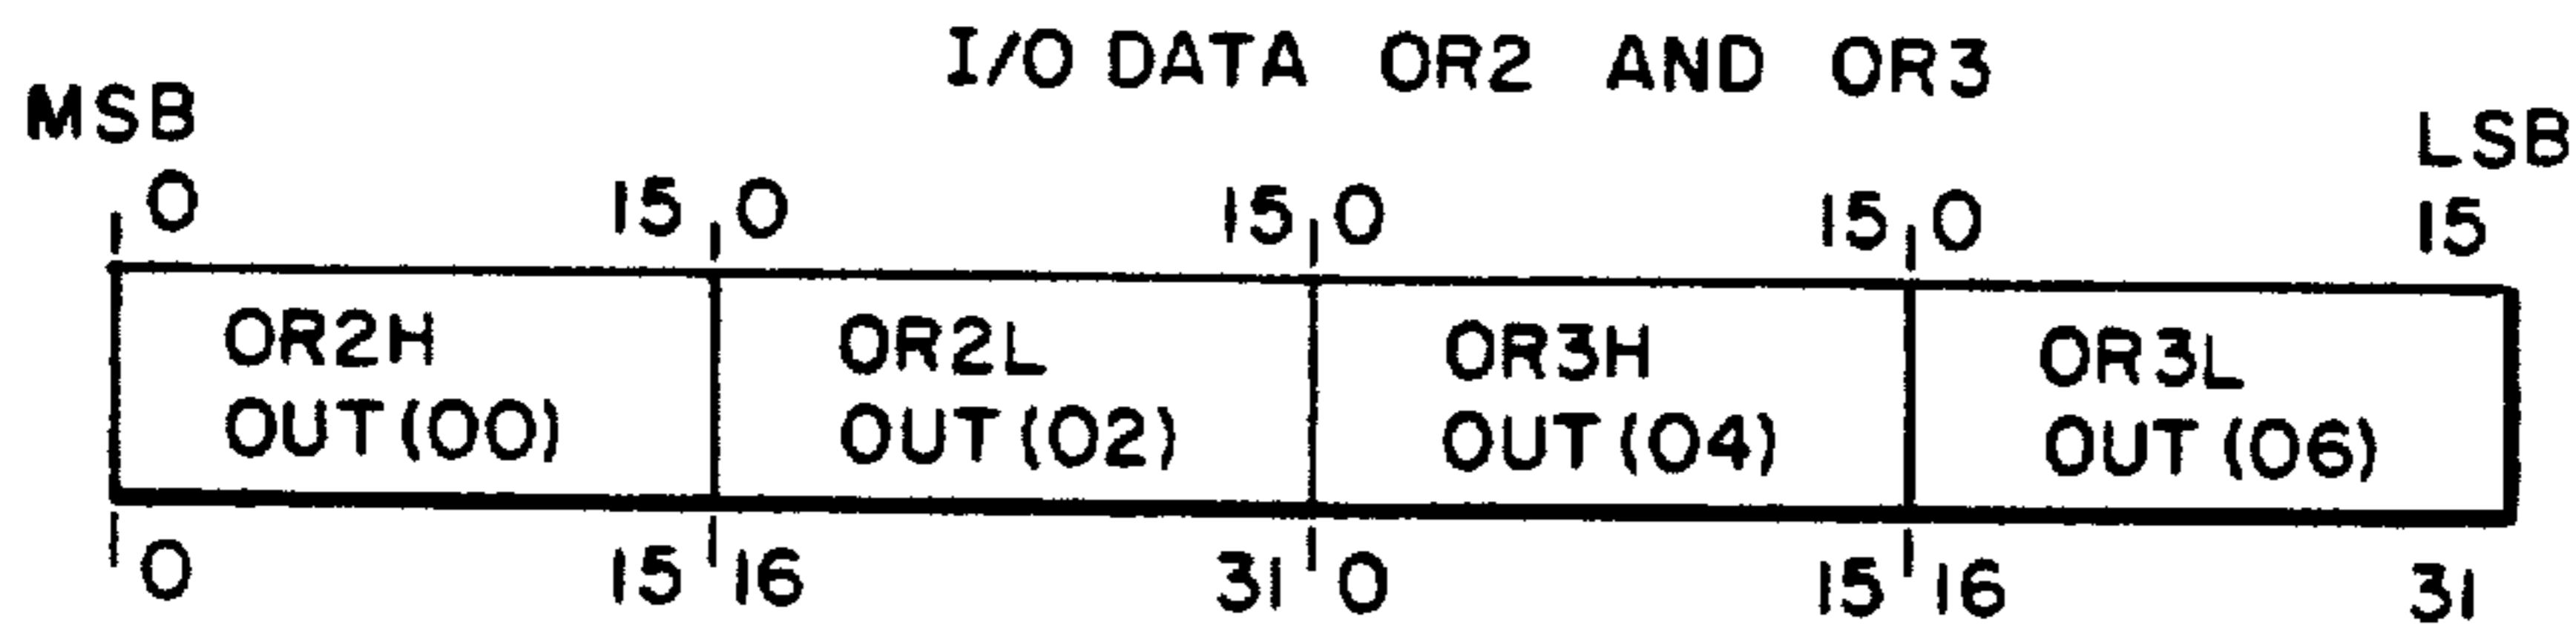 I/O DATA OR2 AND OR3
MSB LSB
0 15 0 15 0 15 0 15
OR2H OR2L OR3H OR3L
OUT(00) OUT(02) OUT(04) OUT(06)
0 15 16 31 0 15 16 31